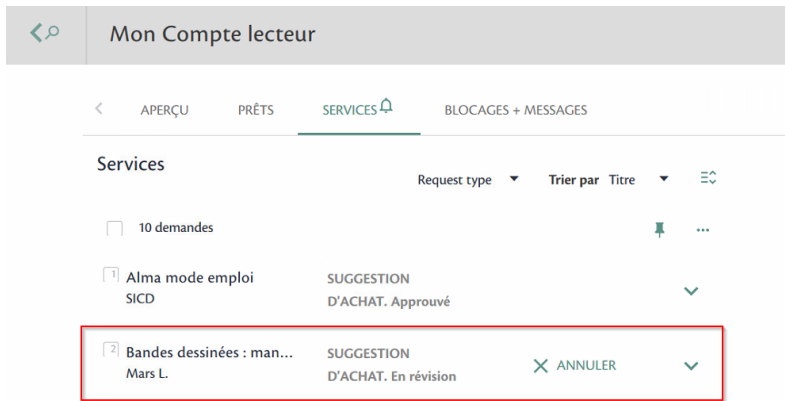 Mon Compte lecteur
APERÇU PRÊTS SERVICES BLOCAGES + MESSAGES
Services
Request type Trier par Titre
10 demandes
1 Alma mode emploi SUGGESTION
SICD D'ACHAT. Approuvé
2 Bandes dessinées : man... SUGGESTION ANNULER
Mars L. D'ACHAT. En révision